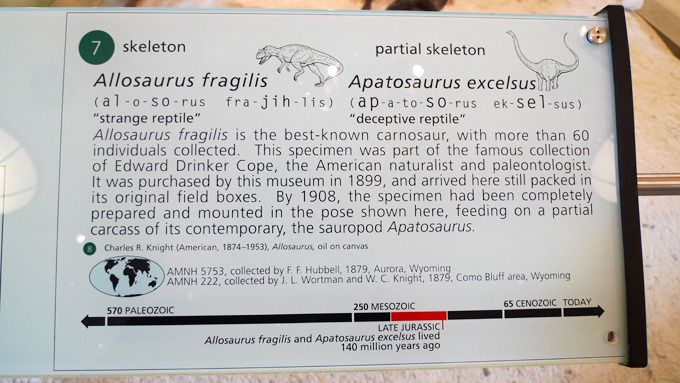 7 skeleton
partial skeleton
Allosaurus fragilis
Apatosaurus excelsus
(al-o-so-rus fra-jih-lis)
(ap-a-to-so-rus ek-sel-sus)
“strange reptile”
“deceptive reptile”
Allosaurus fragilis is the best-known carnosaur, with more than 60
individuals collected. This specimen was part of the famous collection
of Edward Drinker Cope, the American naturalist and paleontologist.
It was purchased by this museum in 1899, and arrived here still packed in
its original field boxes. By 1908, the specimen had been completely
prepared and mounted in the pose shown here, feeding on a partial
carcass of its contemporary, the sauropod Apatosaurus.
8 Charles R. Knight (American, 1874–1953), Allosaurus, oil on canvas
AMNH 5753, collected by F. F. Hubbell, 1879, Aurora, Wyoming
AMNH 222, collected by J. L. Wortman and W. C. Knight, 1879, Como Bluff area, Wyoming
570 PALEOZOIC 250 MESOZOIC 65 CENOZOIC TODAY
LATE JURASSIC
Allosaurus fragilis and Apatosaurus excelsus lived
140 million years ago